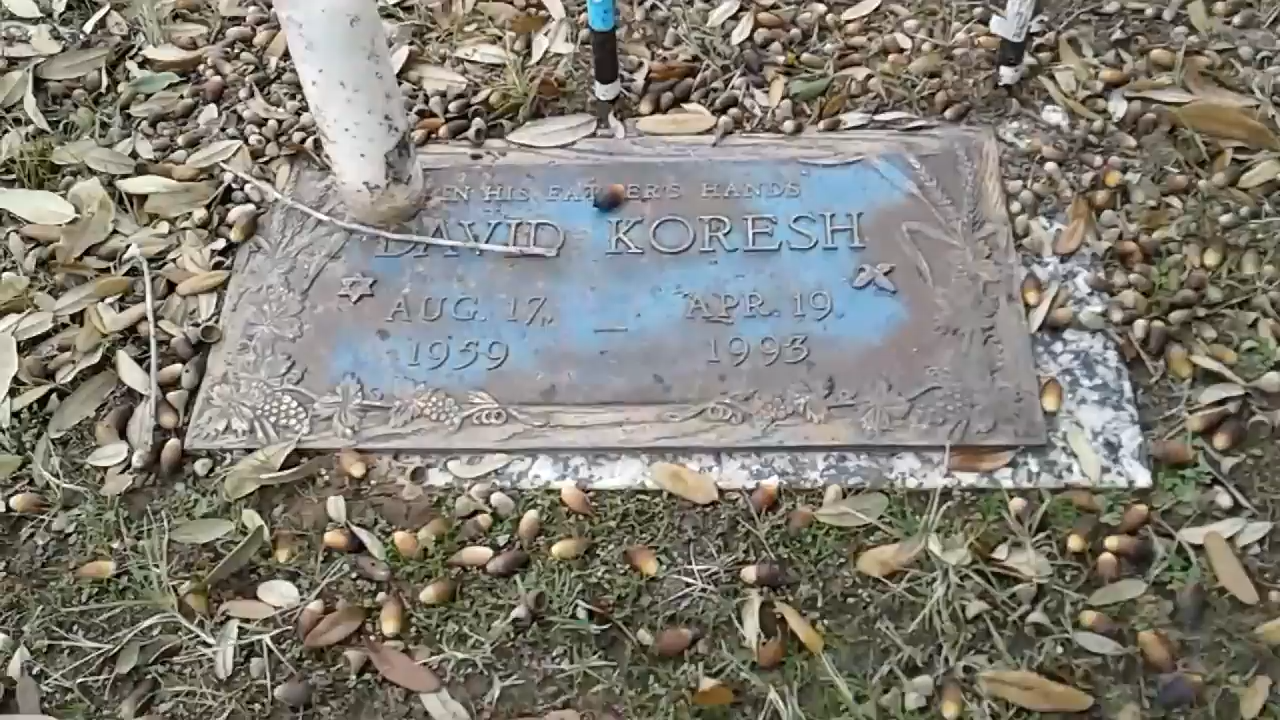 IN HIS FATHER'S HANDS
DAVID KORESH
AUG. 17, — APR. 19,
1959 1993